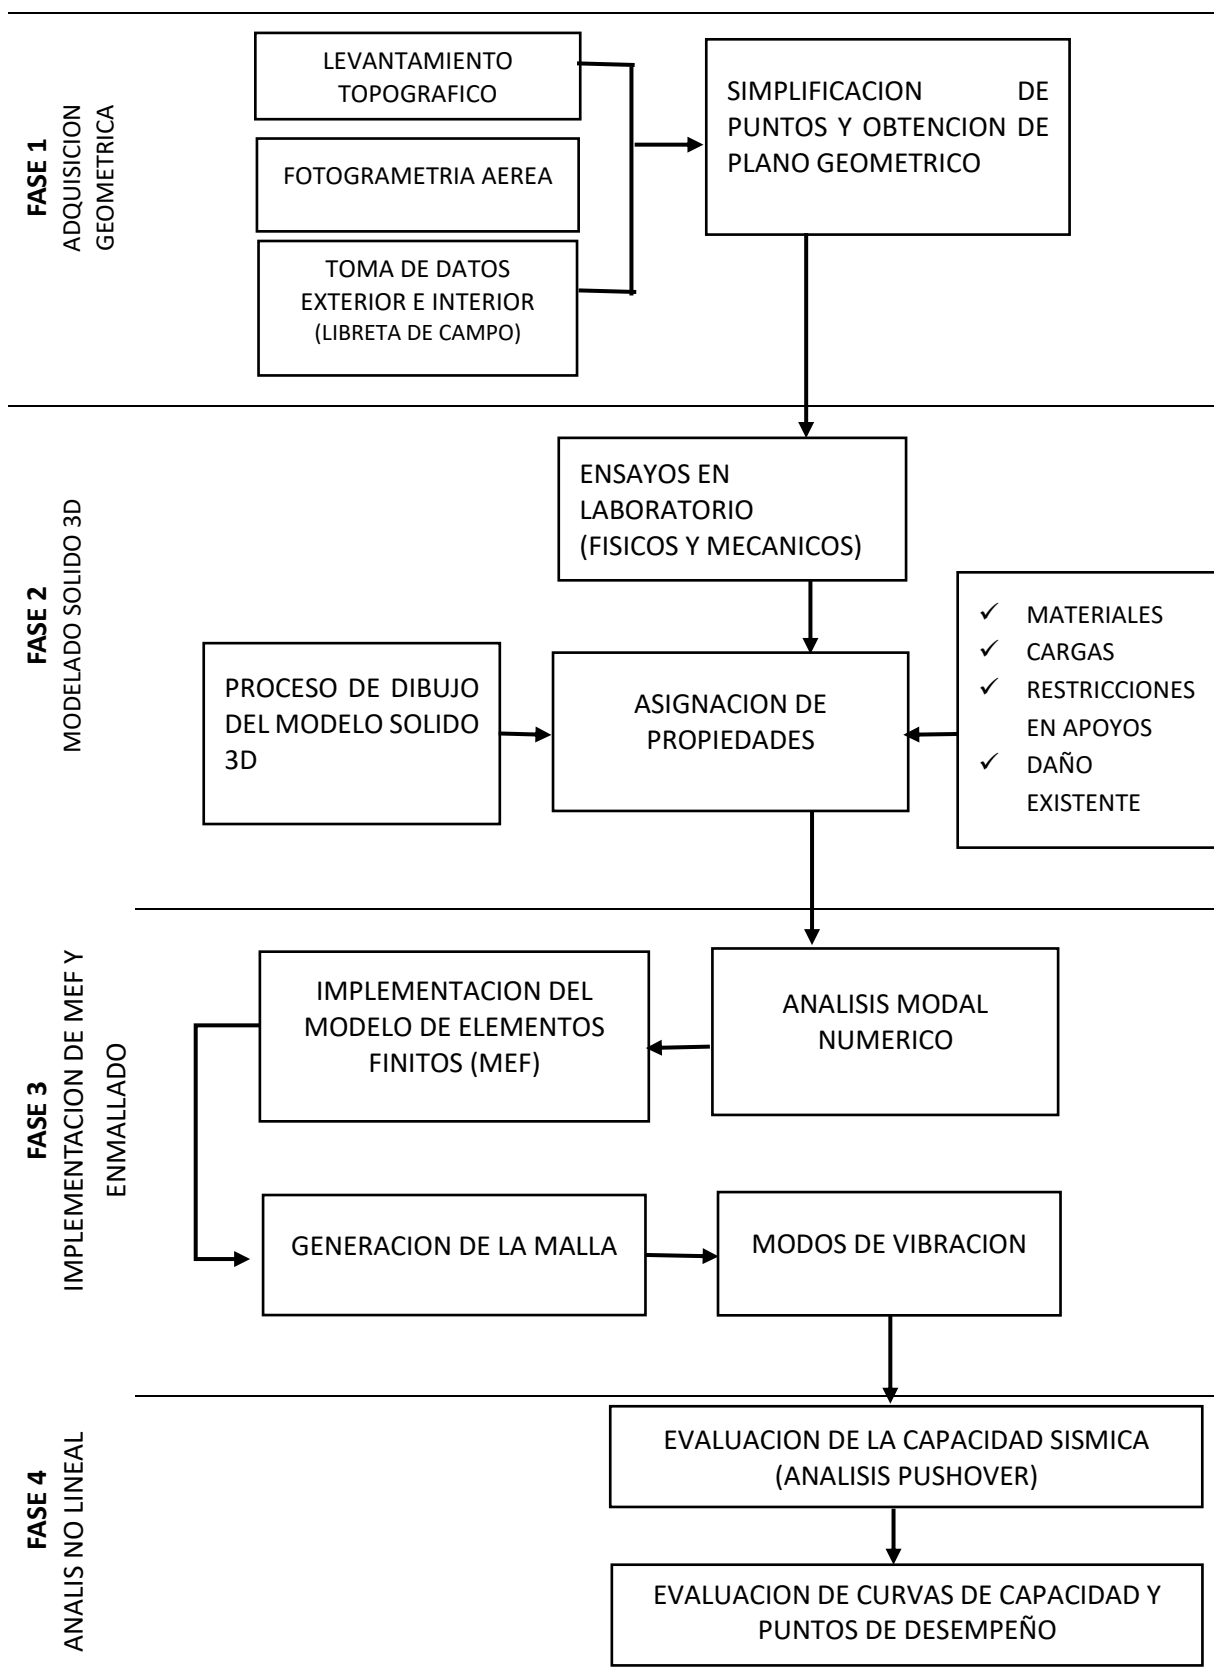 FASE 1
ADQUISICION
GEOMETRICA
LEVANTAMIENTO
TOPOGRAFICO
FOTOGRAMETRIA AEREA
TOMA DE DATOS
EXTERIOR E INTERIOR
(LIBRETA DE CAMPO)
SIMPLIFICACION DE
PUNTOS Y OBTENCION DE
PLANO GEOMETRICO
FASE 2
MODELADO SOLIDO 3D
ENSAYOS EN
LABORATORIO
(FISICOS Y MECANICOS)
PROCESO DE DIBUJO
DEL MODELO SOLIDO
3D
ASIGNACION DE
PROPIEDADES
✓ MATERIALES
✓ CARGAS
✓ RESTRICCIONES
EN APOYOS
✓ DAÑO
EXISTENTE
FASE 3
IMPLEMENTACION DE MEF Y
ENMALLADO
IMPLEMENTACION DEL
MODELO DE ELEMENTOS
FINITOS (MEF)
ANALISIS MODAL
NUMERICO
GENERACION DE LA MALLA
MODOS DE VIBRACION
FASE 4
ANALIS NO LINEAL
EVALUACION DE LA CAPACIDAD SISMICA
(ANALISIS PUSHOVER)
EVALUACION DE CURVAS DE CAPACIDAD Y
PUNTOS DE DESEMPEÑO